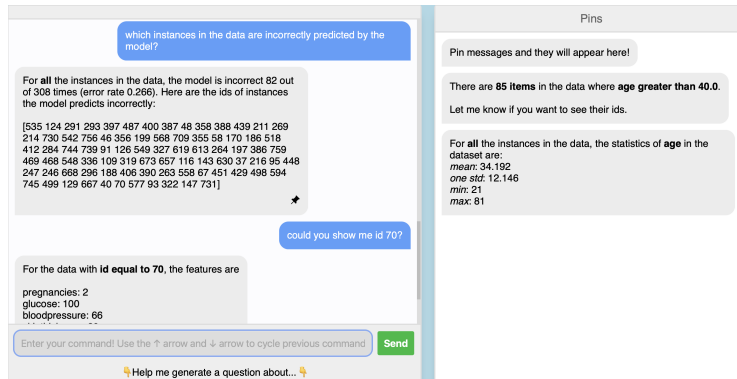 which instances in the data are incorrectly predicted by the
model?
For all the instances in the data, the model is incorrect 82 out
of 308 times (error rate 0.266). Here are the ids of instances
the model predicts incorrectly:
[535 124 291 293 397 487 400 387 48 358 388 439 211 269
214 730 542 756 46 356 199 568 709 355 58 170 186 518
412 284 744 739 91 126 549 327 619 613 264 197 386 759
469 468 548 336 109 319 673 657 116 143 630 37 216 95 448
247 246 668 296 188 406 390 263 558 67 451 429 498 594
745 499 129 667 40 70 577 93 322 147 731]
could you show me id 70?
For the data with id equal to 70, the features are
pregnancies: 2
glucose: 100
bloodpressure: 66
Enter your command! Use the ↑ arrow and ↓ arrow to cycle previous command
Send
👇Help me generate a question about...👇
Pins
Pin messages and they will appear here!
There are 85 items in the data where age greater than 40.0.
Let me know if you want to see their ids.
For all the instances in the data, the statistics of age in the
dataset are:
mean: 34.192
one std: 12.146
min: 21
max: 81